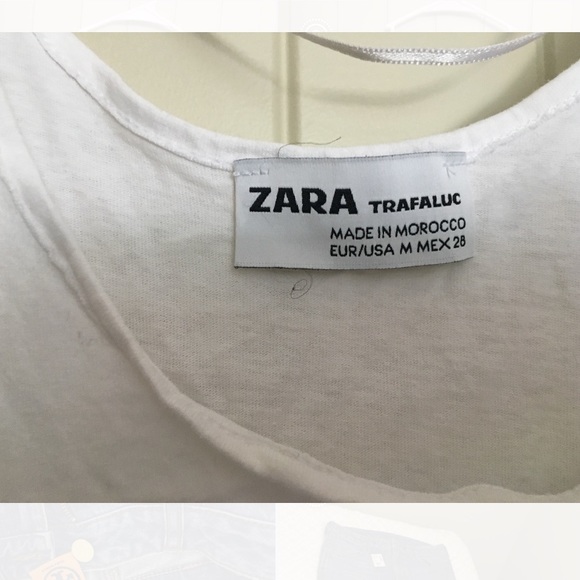 ZARA TRAFALUC
MADE IN MOROCCO
EUR/USA M MEX 28